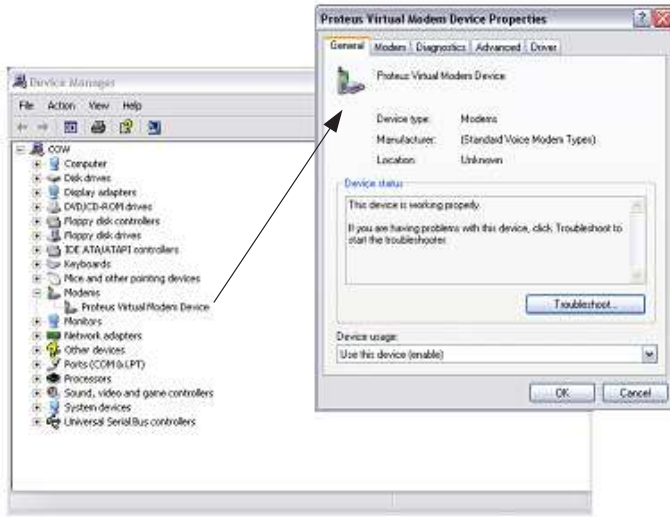 Device Manager
File Action View Help
COW
Computer
Disk drives
Display adapters
DVD/CD-ROM drives
Floppy disk controllers
Floppy disk drives
IDE ATA/ATAPI controllers
Keyboards
Mice and other pointing devices
Modems
Proteus Virtual Modem Device
Monitors
Network adapters
Other devices
Ports (COM & LPT)
Processors
Sound, video and game controllers
System devices
Universal Serial Bus controllers
Proteus Virtual Modem Device Properties
General Modem Diagnostics Advanced Driver
Proteus Virtual Modem Device
Device type: Modems
Manufacturer: (Standard Voice Modem Types)
Location: Unknown
Device status
This device is working properly.
If you are having problems with this device, click Troubleshoot to
start the troubleshooter.
Troubleshoot...
Device usage:
Use this device (enable)
OK Cancel